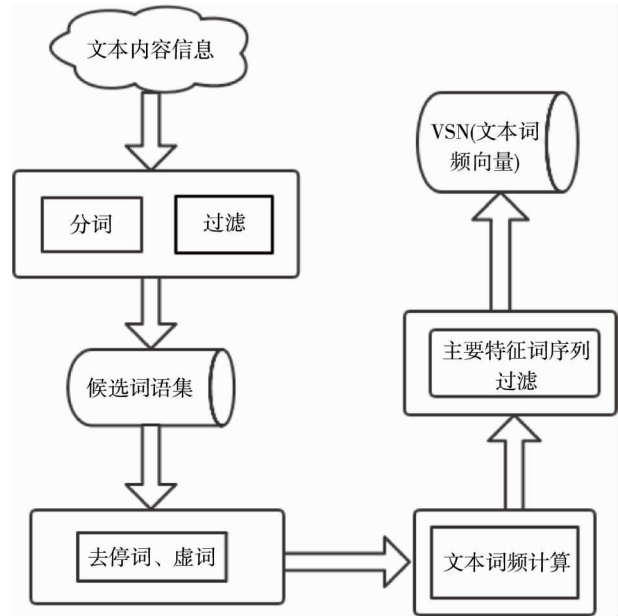 文本内容信息
分词
过滤
候选词语集
去停词、虚词
文本词频计算
主要特征词序列
过滤
VSN(文本词
频向量)